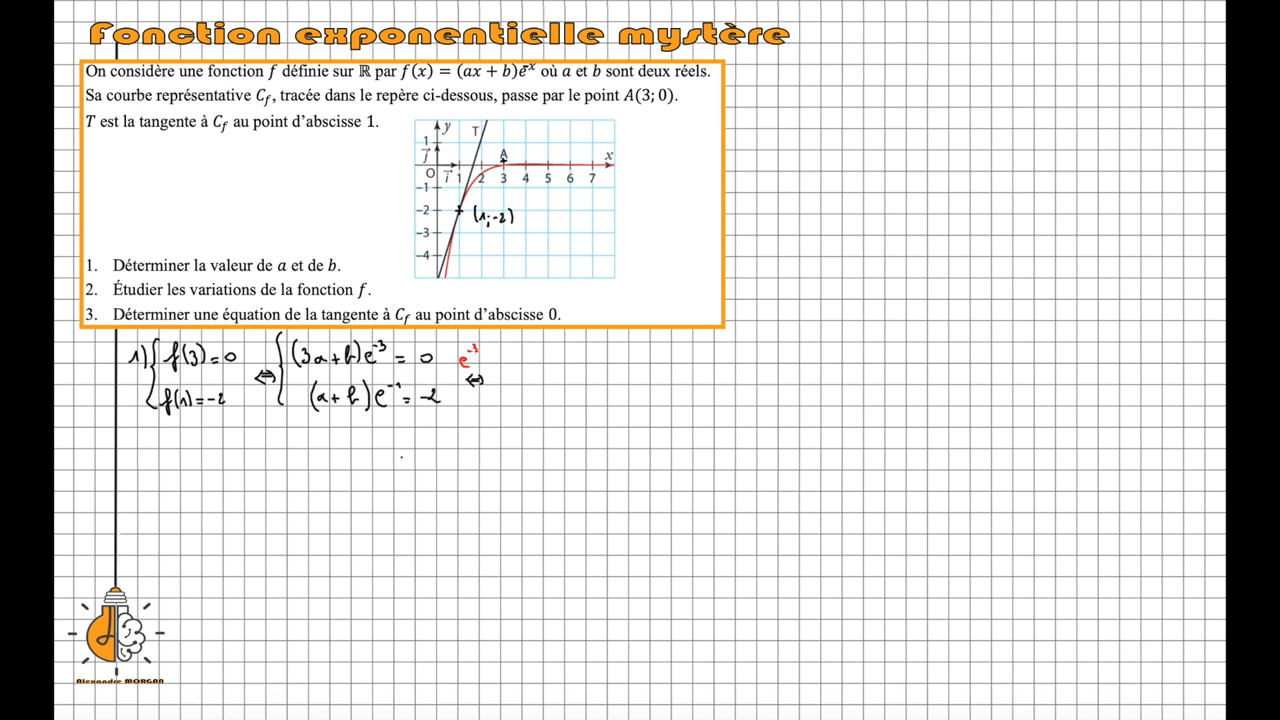 Fonction exponentielle mystère
On considère une fonction f définie sur ℝ par f(x) = (ax + b)e⁻ˣ où a et b sont deux réels.
Sa courbe représentative C_f, tracée dans le repère ci-dessous, passe par le point A(3; 0).
T est la tangente à C_f au point d'abscisse 1.
y T
1
j A x
O i 1 2 3 4 5 6 7
-1
-2 (1;-2)
-3
-4
1. Déterminer la valeur de a et de b.
2. Étudier les variations de la fonction f.
3. Déterminer une équation de la tangente à C_f au point d'abscisse 0.
1) { f(3) = 0 ⇔ { (3a+b)e⁻³ = 0 e⁻³ ⇔
f(1) = -2 (a+b)e⁻¹ = -2
Alexandre MORGAN